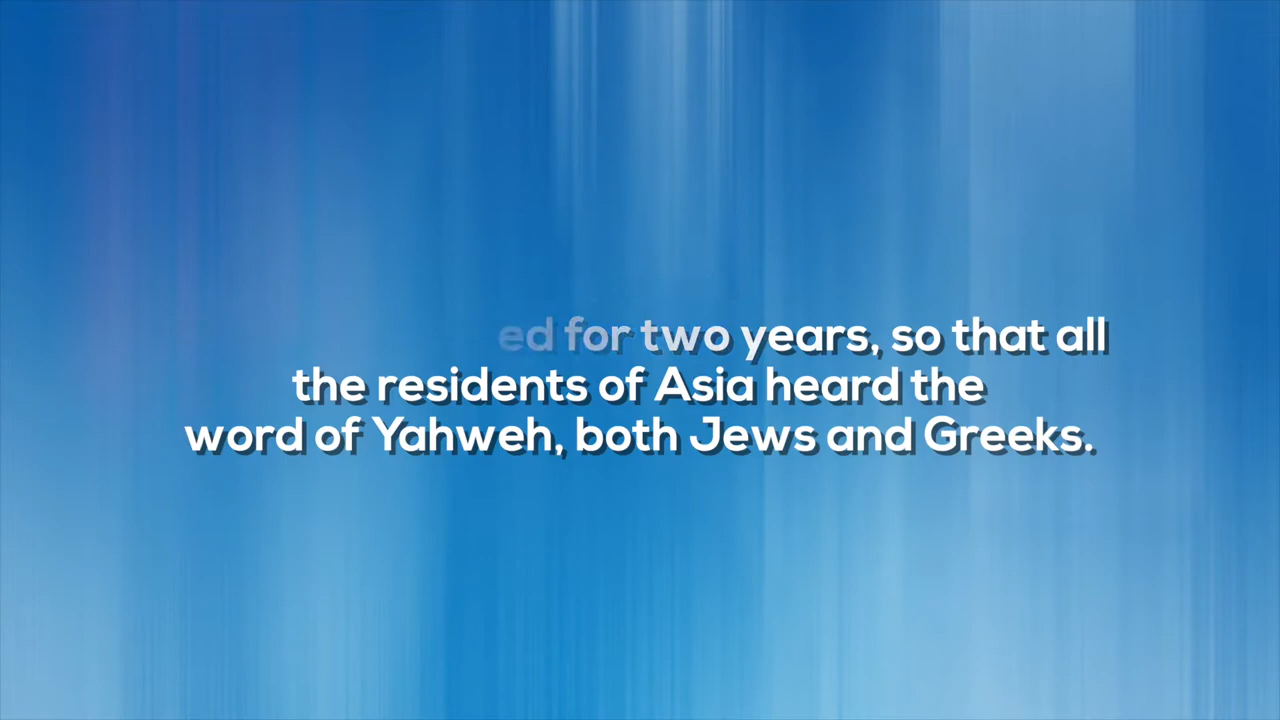 for two years, so that all
the residents of Asia heard the
word of Yahweh, both Jews and Greeks.